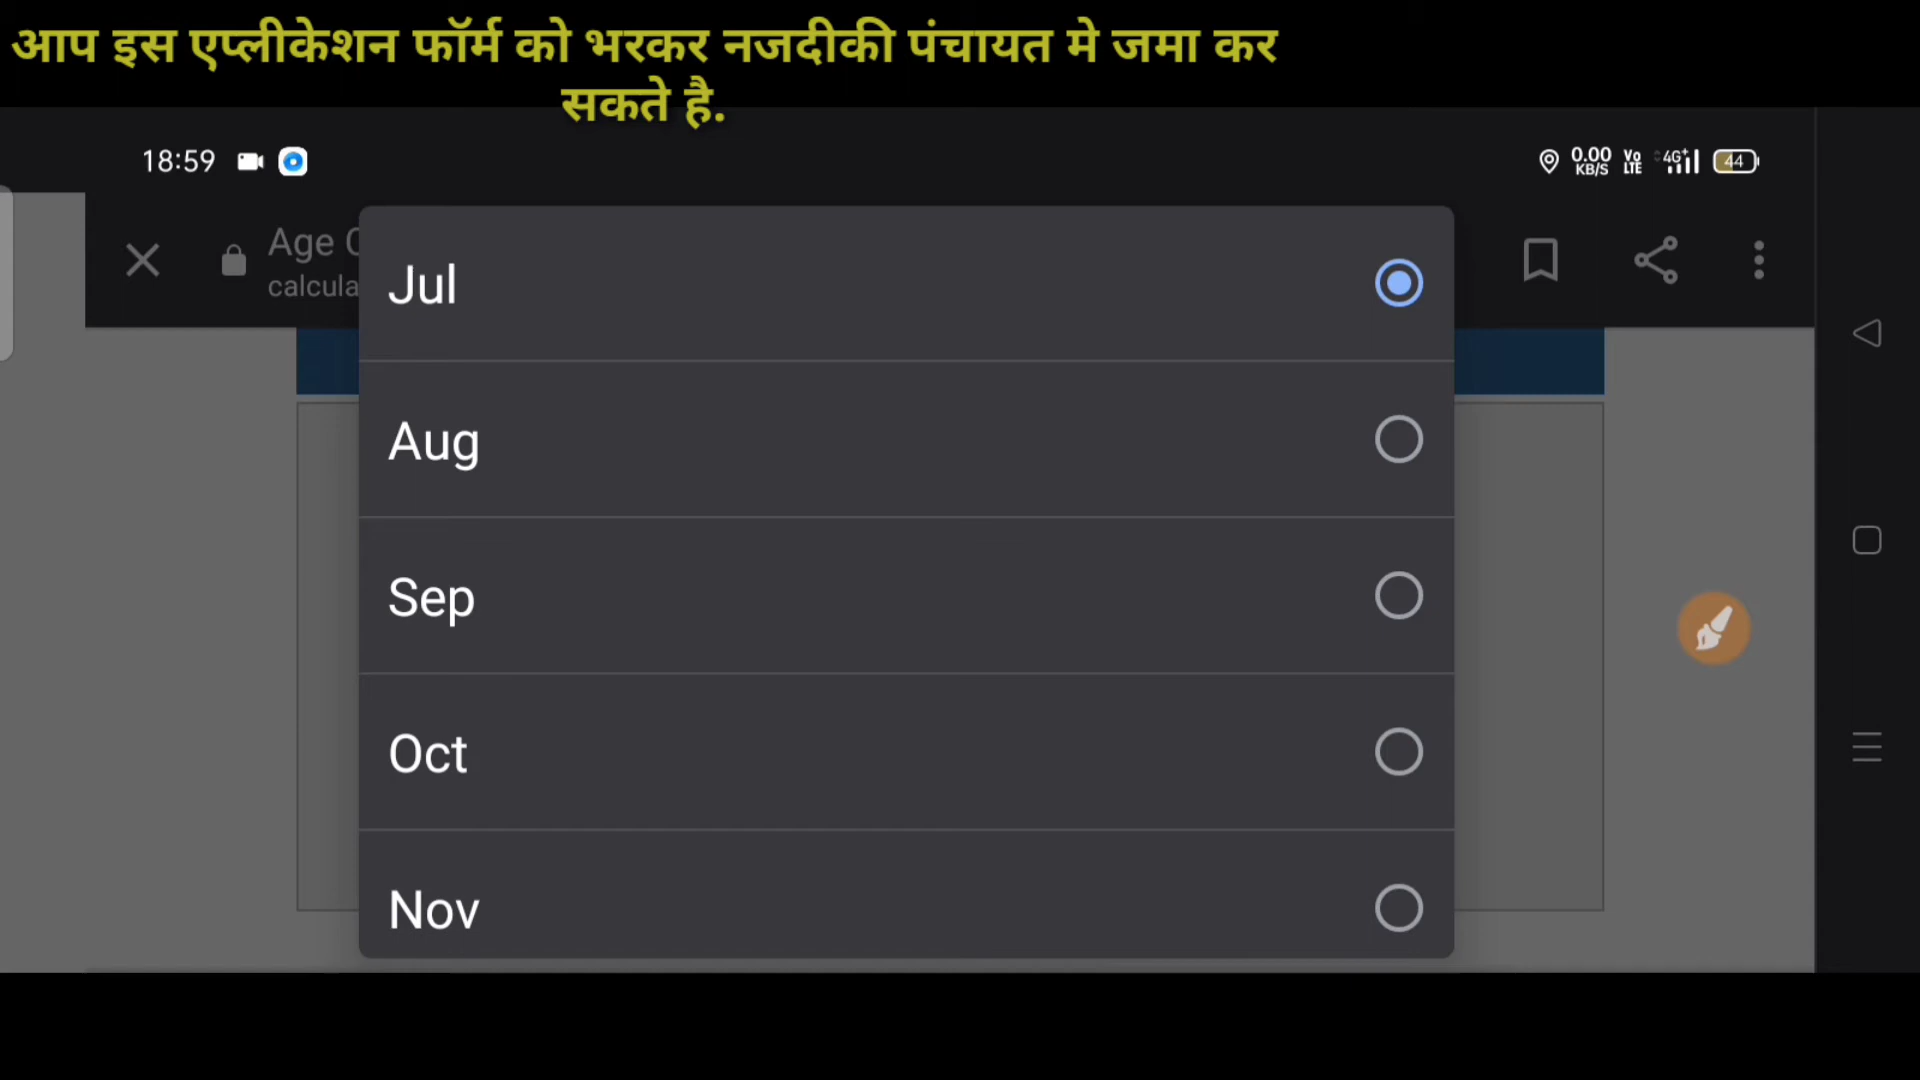 आप इस एप्लीकेशन फॉर्म को भरकर नजदीकी पंचायत मे जमा कर
सकते है.
18:59
0.00 KB/S Vo LTE 4G+ 44
Age C
calcula
Jul
Aug
Sep
Oct
Nov